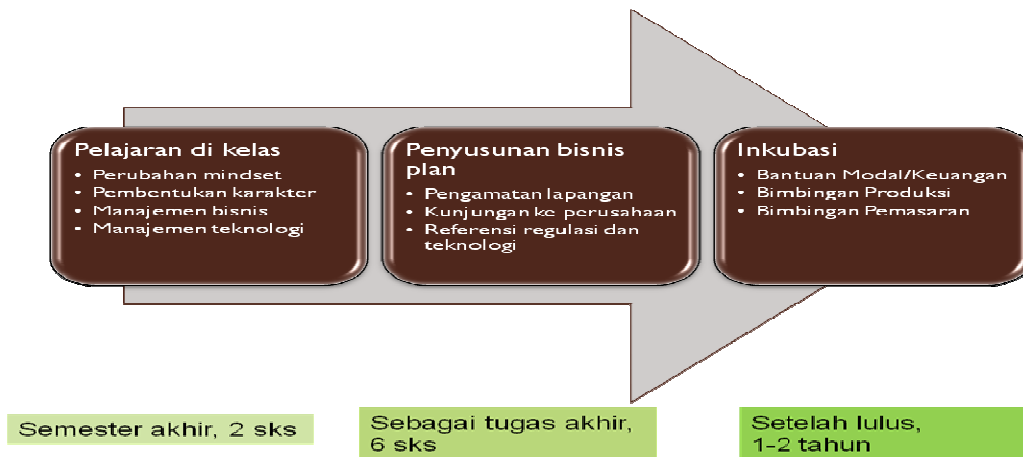 Pelajaran di kelas
• Perubahan mindset
• Pembentukan karakter
• Manajemen bisnis
• Manajemen teknologi
Penyusunan bisnis
plan
• Pengamatan lapangan
• Kunjungan ke perusahaan
• Referensi regulasi dan
teknologi
Inkubasi
• Bantuan Modal/Keuangan
• Bimbingan Produksi
• Bimbingan Pemasaran
Semester akhir, 2 sks
Sebagai tugas akhir,
6 sks
Setelah lulus,
1-2 tahun